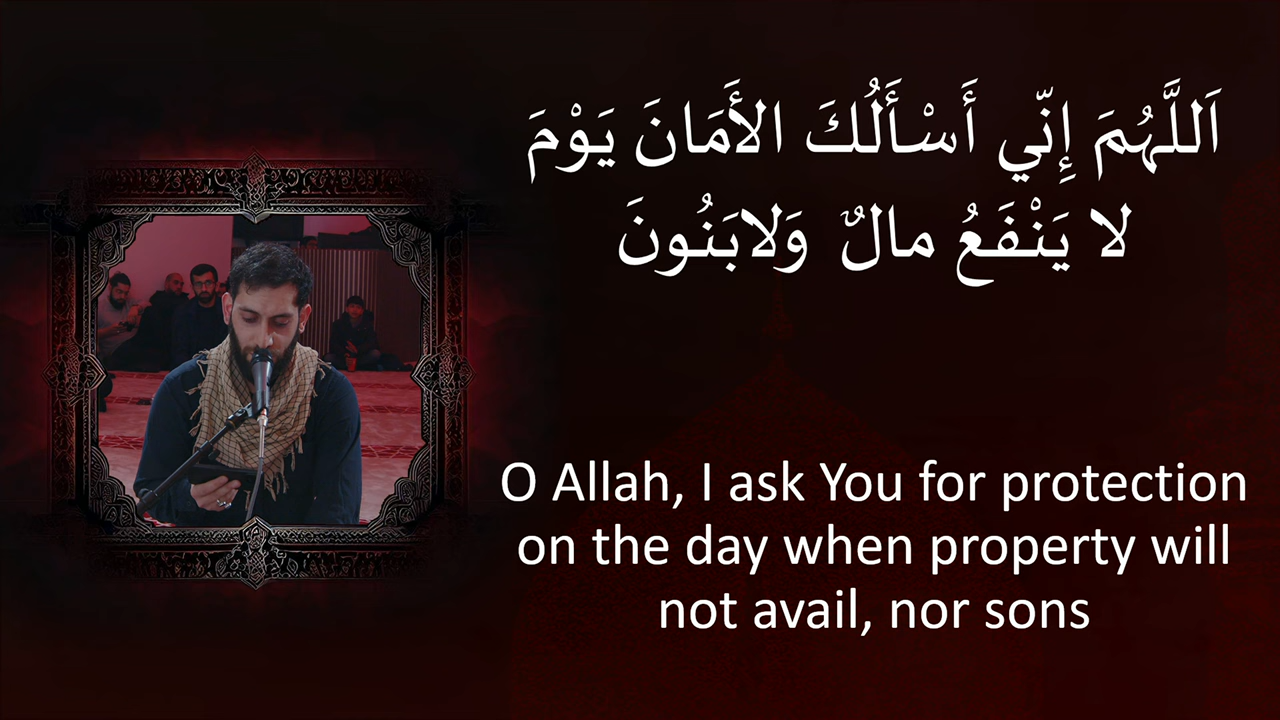 اَللَّهُمَ إِنّي أَسْأَلُكَ الأَمَانَ يَوْمَ
لا يَنْفَعُ مالٌ وَلابَنُونَ
O Allah, I ask You for protection
on the day when property will
not avail, nor sons